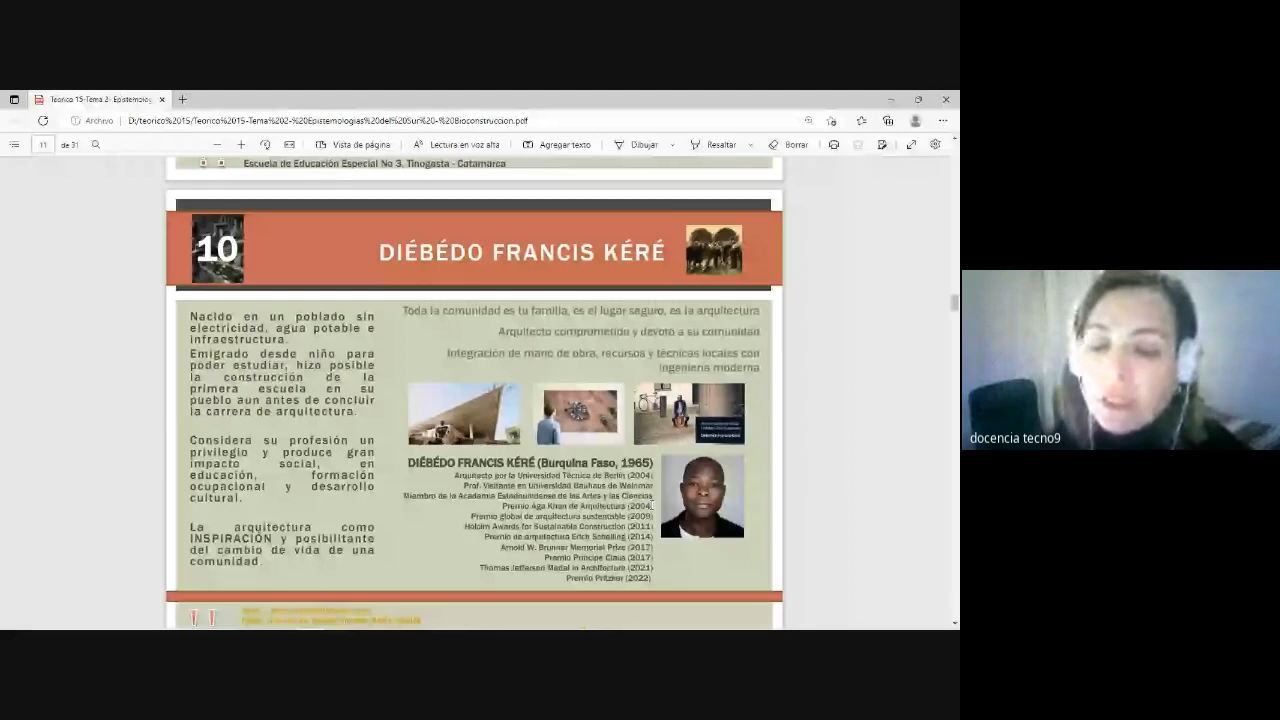 Teorico 15-Tema 2- Epistemolog
Archivo
D:/teorico%2015/Teorico%2015-Tema%202-%20Epistemologias%20del%20Sur%20-%20Bioconstruccion.pdf
11 de 31
Vista de página
Lectura en voz alta
Agregar texto
Dibujar
Resaltar
Borrar
Escuela de Educación Especial No 3. Tinogasta - Catamarca
10
DIÉBÉDO FRANCIS KÉRÉ
Nacido en un poblado sin
electricidad, agua potable e
infraestructura.
Emigrado desde niño para
poder estudiar, hizo posible
la construcción de la
primera escuela en su
pueblo aun antes de concluir
la carrera de arquitectura.
Considera su profesión un
privilegio y produce gran
impacto social, en
educación, formación
ocupacional y desarrollo
cultural.
La arquitectura como
INSPIRACIÓN y posibilitante
del cambio de vida de una
comunidad.
Toda la comunidad es tu familia, es el lugar seguro, es la arquitectura
Arquitecto comprometido y devoto a su comunidad
Integración de mano de obra, recursos y técnicas locales con
ingeniería moderna
DIÉBÉDO FRANCIS KÉRÉ (Burquina Faso, 1965)
Arquitecto por la Universidad Técnica de Berlín (2004)
Prof. Visitante en Universidad Bauhaus de Weinmar
Miembro de la Academia Estadounidense de las Artes y las Ciencias
Premio Aga Khan de Arquitectura (2004)
Premio global de arquitectura sustentable (2009)
Holcim Awards for Sustainable Construction (2011)
Premio de arquitectura Erich Schelling (2014)
Arnold W. Brunner Memorial Prize (2017)
Premio Principe Claus (2017)
Thomas Jefferson Medal in Architecture (2021)
Premio Pritzker (2022)
docencia tecno9